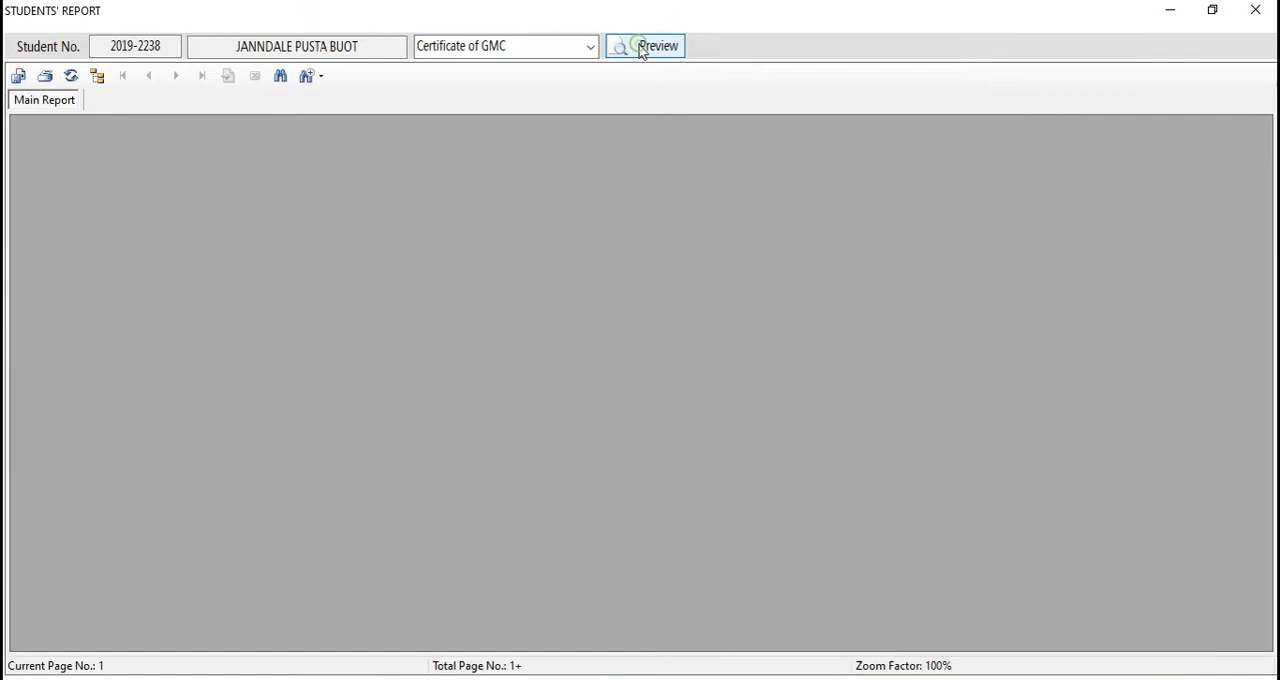 STUDENTS' REPORT
Student No. 2019-2238 JANNDALE PUSTA BUOT Certificate of GMC Preview
Main Report
Current Page No.: 1 Total Page No.: 1+ Zoom Factor: 100%